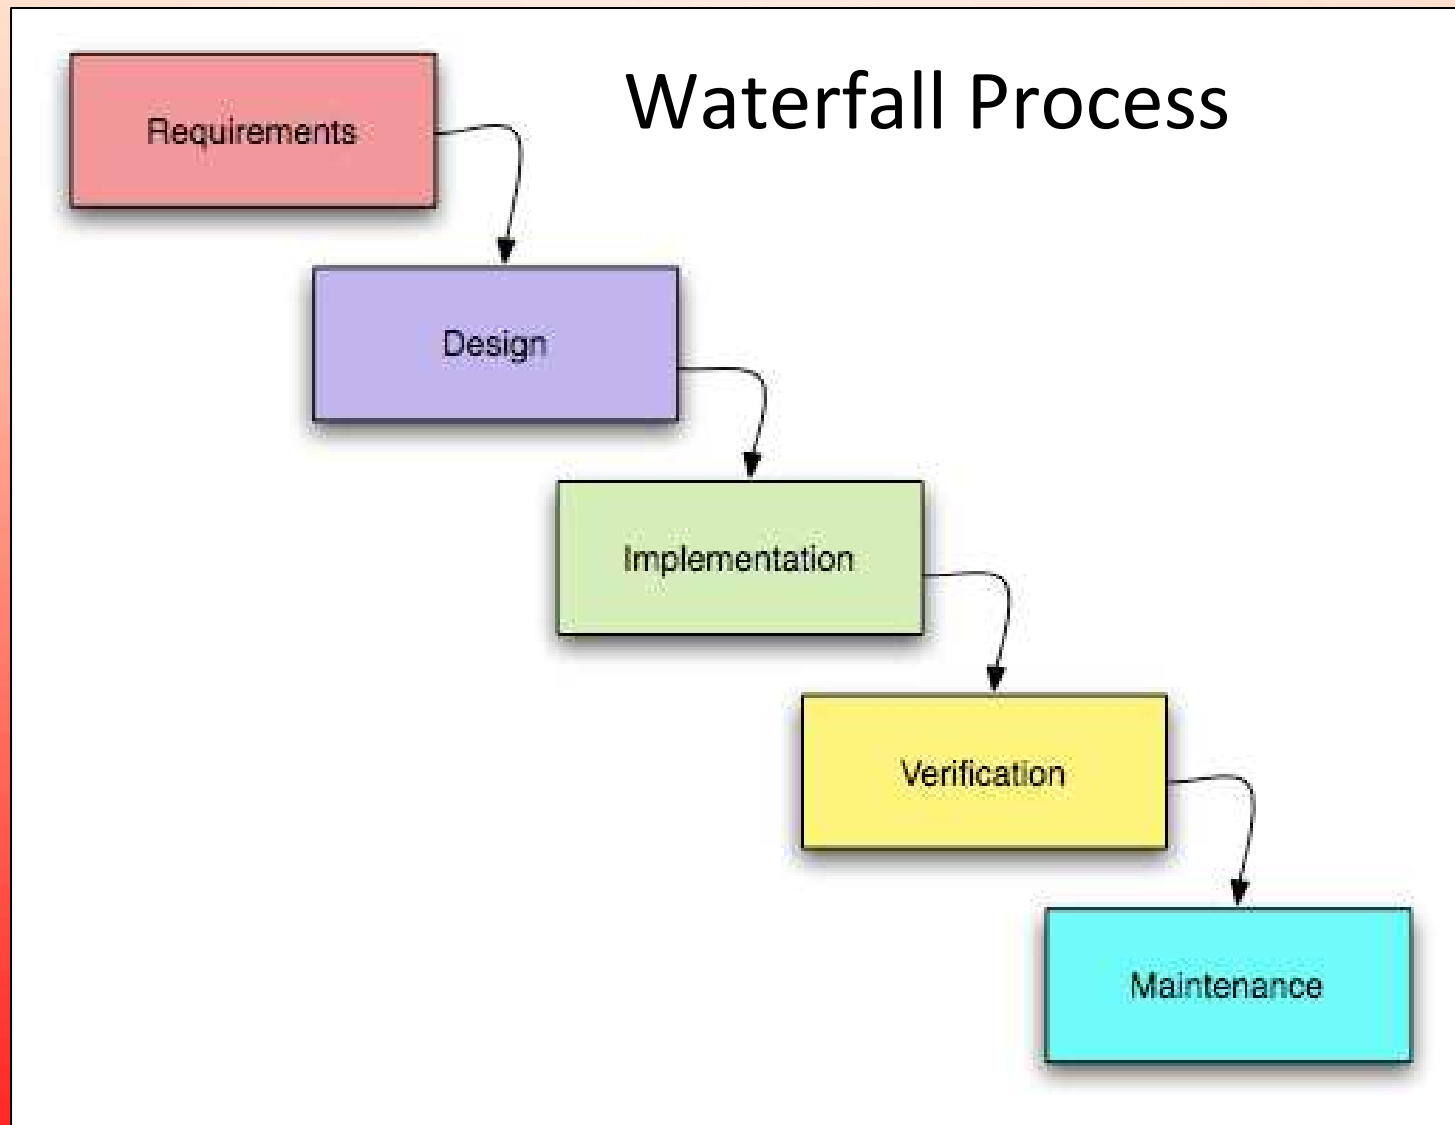 Waterfall Process
Requirements
Design
Implementation
Verification
Maintenance